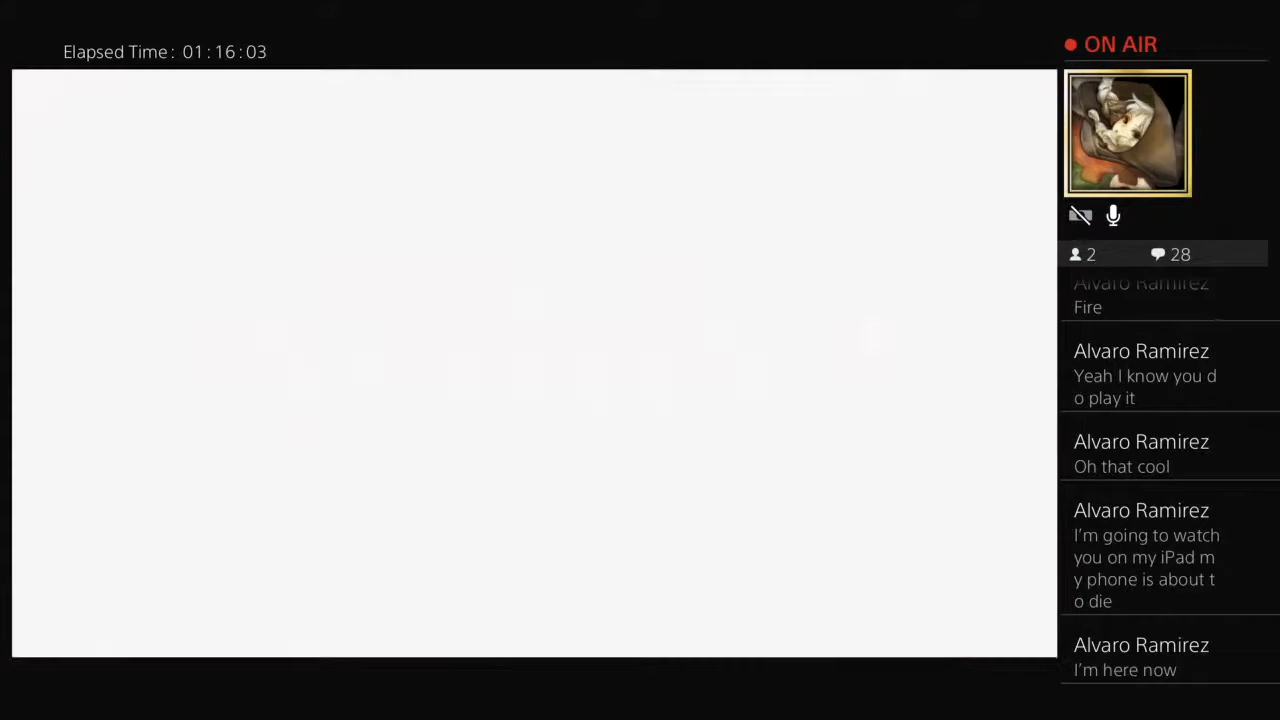 Elapsed Time: 01:16:03
ON AIR
2 28
Alvaro Ramirez
Fire
Alvaro Ramirez
Yeah I know you d
o play it
Alvaro Ramirez
Oh that cool
Alvaro Ramirez
I'm going to watch
you on my iPad m
y phone is about t
o die
Alvaro Ramirez
I'm here now